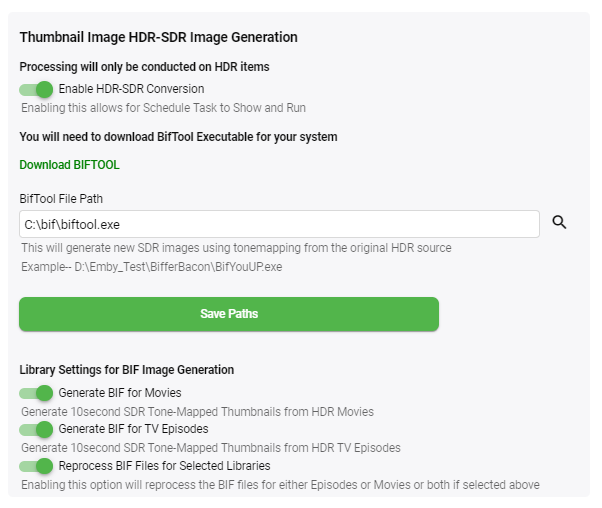 Thumbnail Image HDR-SDR Image Generation
Processing will only be conducted on HDR items
Enable HDR-SDR Conversion
Enabling this allows for Schedule Task to Show and Run
You will need to download BifTool Executable for your system
Download BIFTOOL
BifTool File Path
C:\bif\biftool.exe
This will generate new SDR images using tonemapping from the original HDR source
Example-- D:\Emby_Test\BifferBacon\BifYouUP.exe
Save Paths
Library Settings for BIF Image Generation
Generate BIF for Movies
Generate 10second SDR Tone-Mapped Thumbnails from HDR Movies
Generate BIF for TV Episodes
Generate 10second SDR Tone-Mapped Thumbnails from HDR TV Episodes
Reprocess BIF Files for Selected Libraries
Enabling this option will reprocess the BIF files for either Episodes or Movies or both if selected above